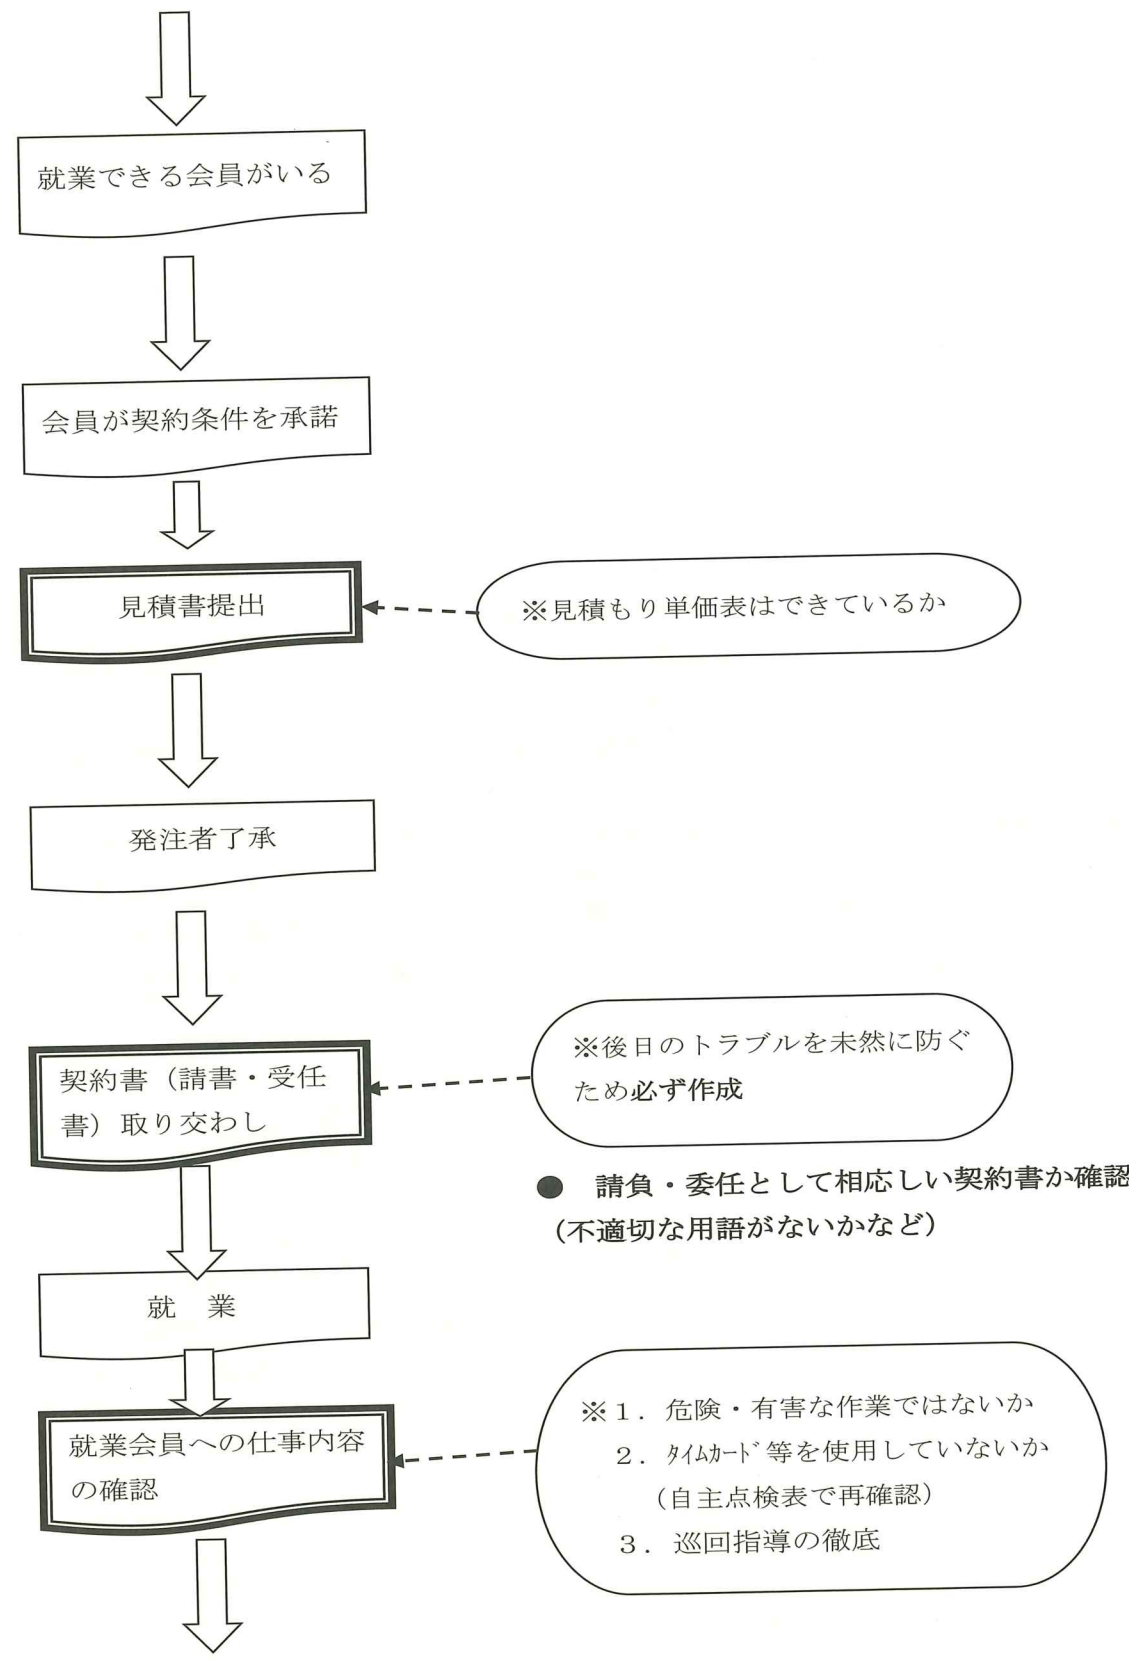 就業できる会員がいる
会員が契約条件を承諾
見積書提出
※見積もり単価表はできているか
発注者了承
契約書（請書・受任
書）取り交わし
※後日のトラブルを未然に防ぐ
ため必ず作成
●　請負・委任として相応しい契約書か確認
（不適切な用語がないかなど）
就　業
就業会員への仕事内容
の確認
※１．危険・有害な作業ではないか
２．ﾀｲﾑｶｰﾄﾞ等を使用していないか
（自主点検表で再確認）
３．巡回指導の徹底